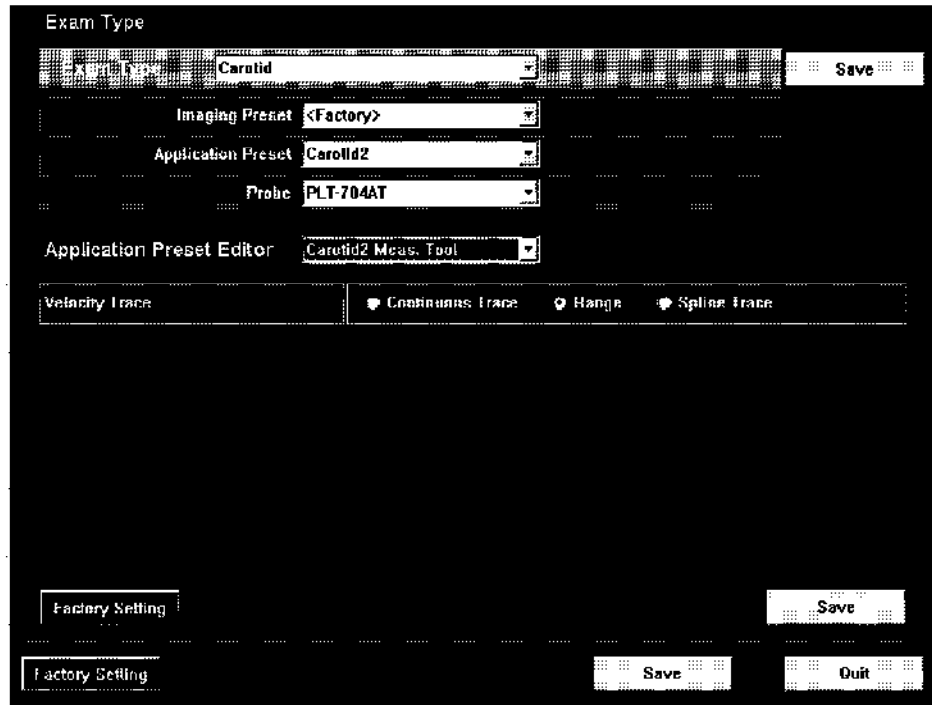 Exam Type
Exam Type Carotid Save
Imaging Preset <Factory>
Application Preset Carotid2
Probe PLT-704AT
Application Preset Editor Carotid2 Meas. Tool
Velocity Trace Continuous Trace Range Spline Trace
Factory Setting Save
Factory Setting Save Quit